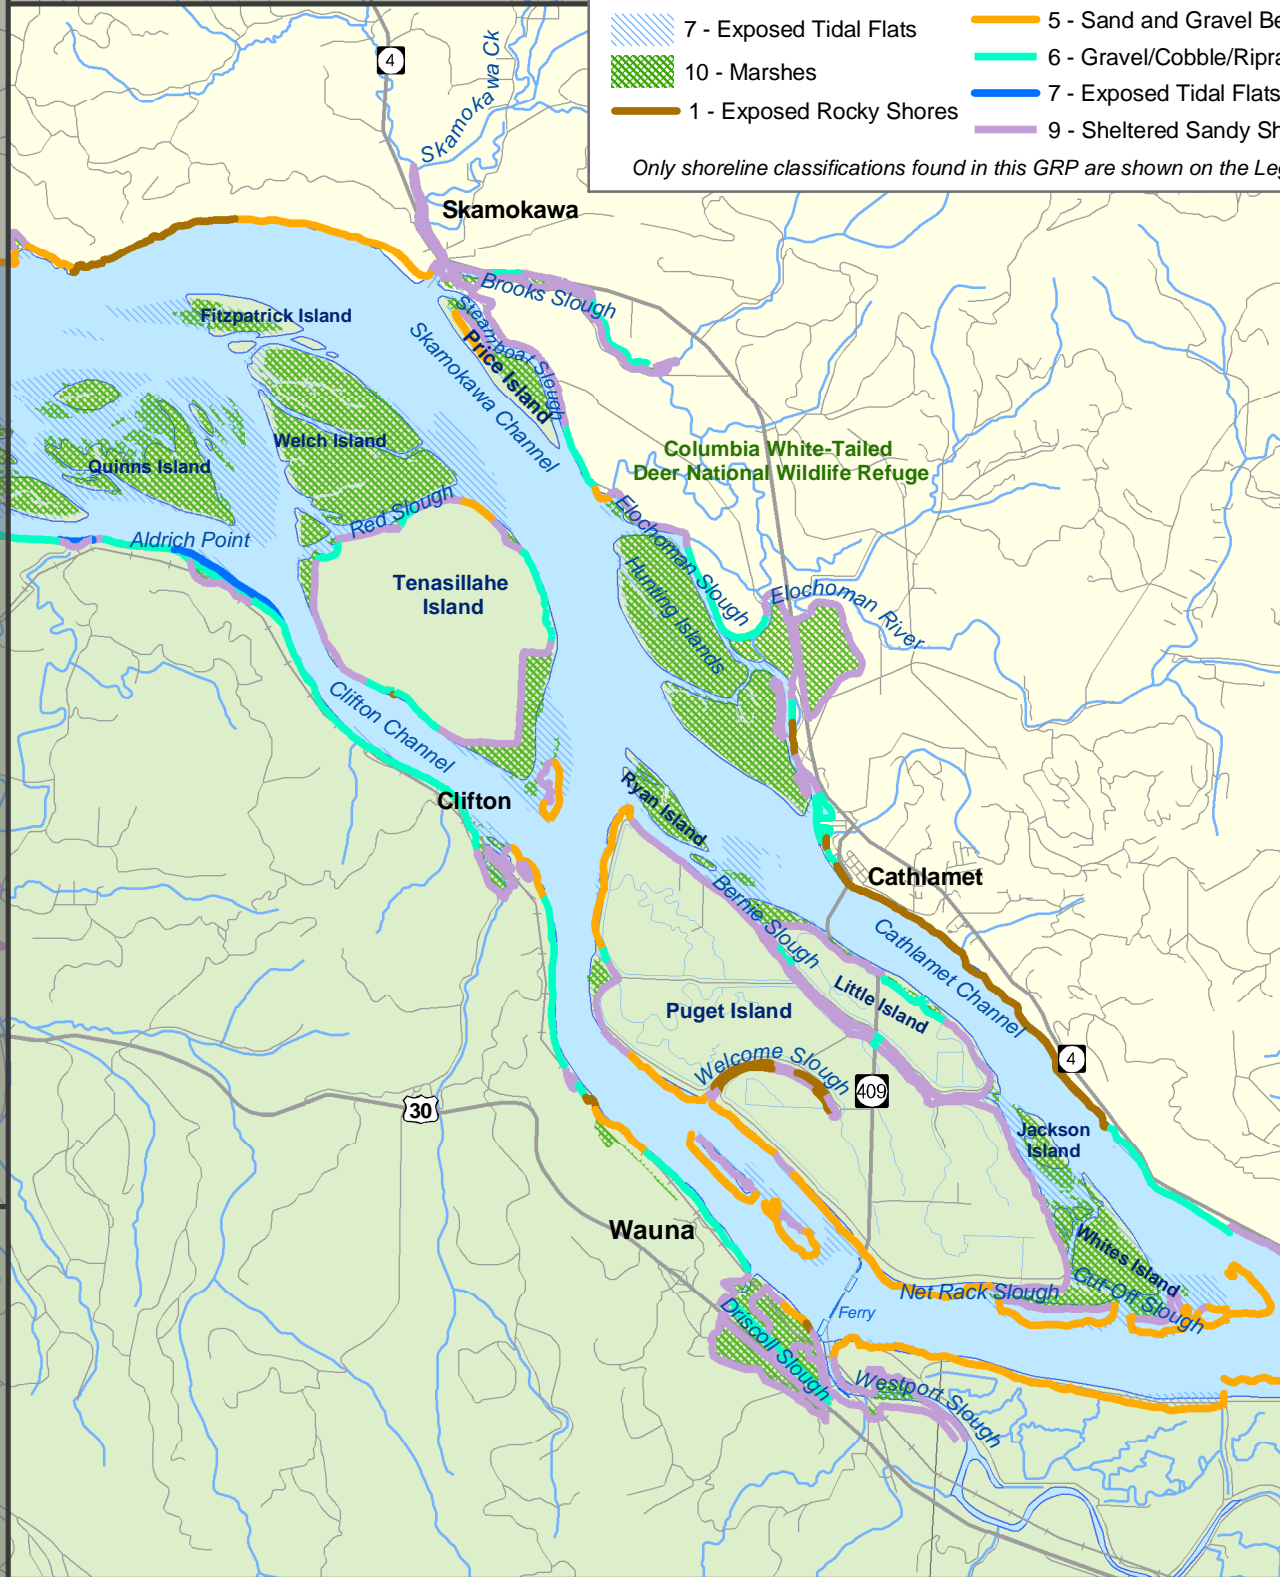 7 - Exposed Tidal Flats
10 - Marshes
1 - Exposed Rocky Shores
5 - Sand and Gravel Be
6 - Gravel/Cobble/Ripra
7 - Exposed Tidal Flats
9 - Sheltered Sandy Sh
Only shoreline classifications found in this GRP are shown on the Leg
4
Skamokawa Ck
Skamokawa
Brooks Slough
Steamboat Slough
Fitzpatrick Island
Price Island
Skamokawa Channel
Welch Island
Quinns Island
Columbia White-Tailed
Deer National Wildlife Refuge
Red Slough
Aldrich Point
Elochoman Slough
Hunting Islands
Elochoman River
Tenasillahe
Island
Clifton Channel
Clifton
Ryan Island
Cathlamet
Bernie Slough
Cathlamet Channel
Little Island
Puget Island
Welcome Slough
4
409
30
Jackson
Island
Wauna
Whites Island
Cut-Off Slough
Net Rack Slough
Ferry
Driscoll Slough
Westport Slough